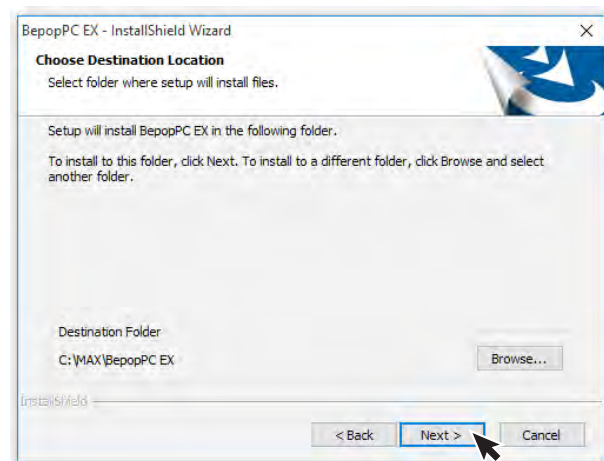 BepopPC EX - InstallShield Wizard
Choose Destination Location
Select folder where setup will install files.
Setup will install BepopPC EX in the following folder.
To install to this folder, click Next. To install to a different folder, click Browse and select
another folder.
Destination Folder
C:\MAX\BepopPC EX
Browse...
InstallShield
< Back
Next >
Cancel